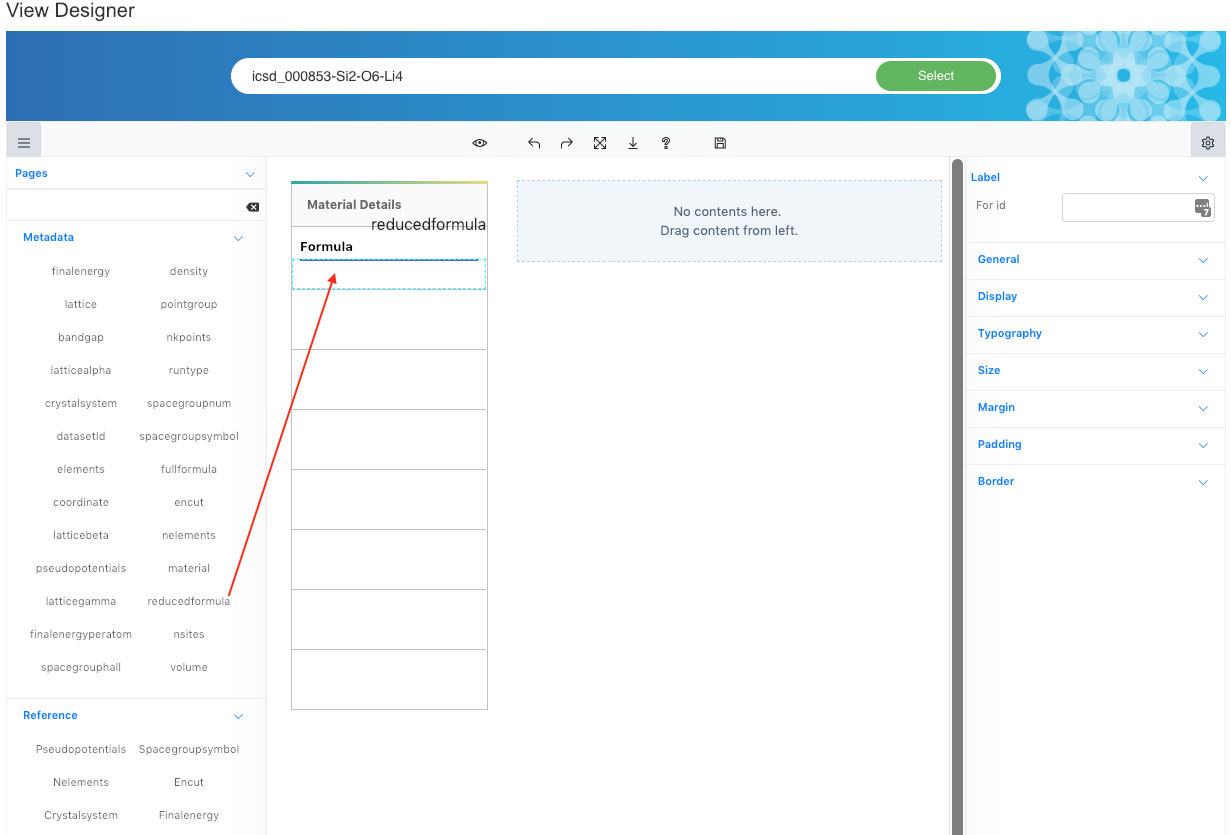 View Designer
icsd_000853-Si2-O6-Li4
Select
Pages
Metadata
finalenergy density
lattice pointgroup
bandgap nkpoints
latticealpha runtype
crystalsystem spacegroupnum
datasetId spacegroupsymbol
elements fullformula
coordinate encut
latticebeta nelements
pseudopotentials material
latticegamma reducedformula
finalenergyperatom nsites
spacegrouphall volume
Reference
Pseudopotentials Spacegroupsymbol
Nelements Encut
Crystalsystem Finalenergy
Material Details
reducedformula
Formula
No contents here.
Drag content from left.
Label
For id
7
General
Display
Typography
Size
Margin
Padding
Border